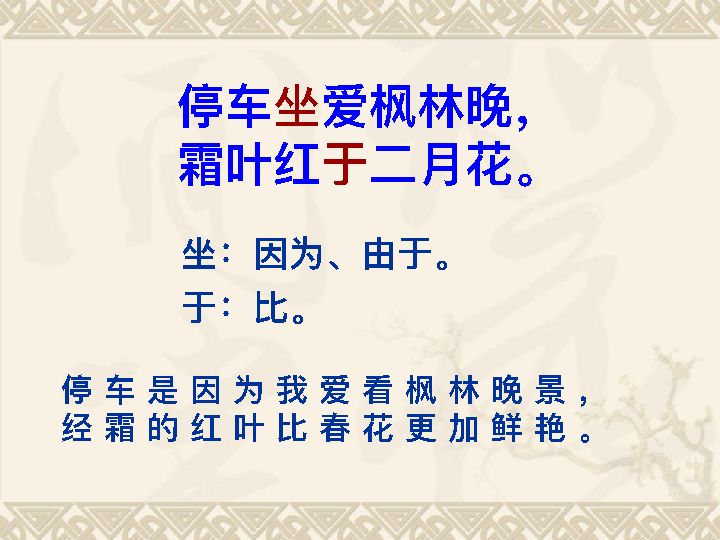 停车坐爱枫林晚，
霜叶红于二月花。
坐：因为、由于。
于：比。
停车是因为我爱看枫林晚景，
经霜的红叶比春花更加鲜艳。